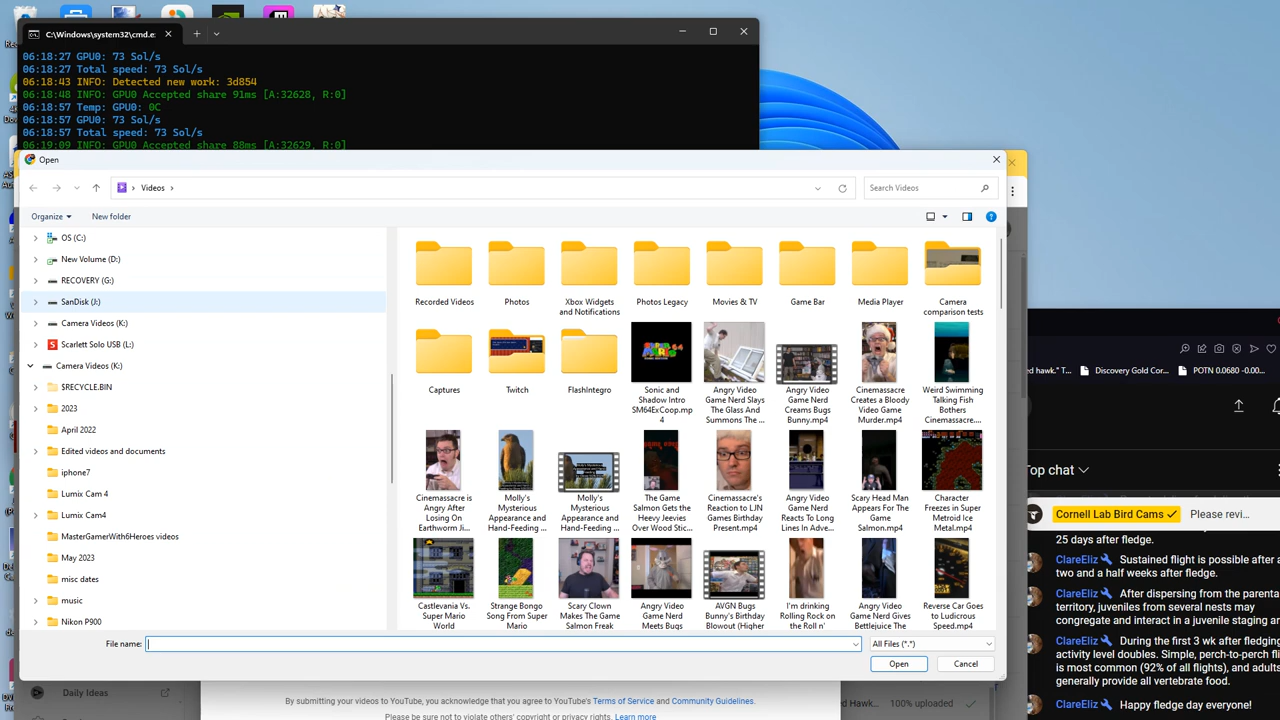 C:\Windows\system32\cmd.e:
06:18:27 GPU0: 73 Sol/s
06:18:27 Total speed: 73 Sol/s
06:18:43 INFO: Detected new work: 3d854
06:18:48 INFO: GPU0 Accepted share 91ms [A:32628, R:0]
06:18:57 Temp: GPU0: 0C
06:18:57 GPU0: 73 Sol/s
06:18:57 Total speed: 73 Sol/s
06:19:09 INFO: GPU0 Accepted share 88ms [A:32629, R:0]
Open
Videos
Search Videos
Organize
New folder
OS (C:)
New Volume (D:)
RECOVERY (G:)
SanDisk (J:)
Camera Videos (K:)
Scarlett Solo USB (L:)
Camera Videos (K:)
$RECYCLE.BIN
2023
April 2022
Edited videos and documents
iphone7
Lumix Cam 4
Lumix Cam4
MasterGamerWith6Heroes videos
May 2023
misc dates
music
Nikon P900
Recorded Videos
Photos
Xbox Widgets
and Notifications
Photos Legacy
Movies & TV
Game Bar
Media Player
Camera
comparison tests
Captures
Twitch
FlashIntegro
Sonic and
Shadow Intro
SM64ExCoop.mp
4
Angry Video
Game Nerd Slays
The Glass And
Summons The ...
Angry Video
Game Nerd
Creams Bugs
Bunny.mp4
Cinemassacre
Creates a Bloody
Video Game
Murder.mp4
Weird Swimming
Talking Fish
Bothers
Cinemassacre....
Cinemassacre is
Angry After
Losing On
Earthworm Ji...
Molly's
Mysterious
Appearance and
Hand-Feeding ...
Molly's
Mysterious
Appearance and
Hand-Feeding ...
The Game
Salmon Gets the
Heevy Jeevies
Over Wood Stic...
Cinemassacre's
Reaction to LJN
Games Birthday
Present.mp4
Angry Video
Game Nerd
Reacts To Long
Lines In Adve...
Scary Head Man
Appears For The
Game
Salmon.mp4
Character
Freezes in Super
Metroid Ice
Metal.mp4
Castlevania Vs.
Super Mario
World
Strange Bongo
Song From Super
Mario
Scary Clown
Makes The Game
Salmon Freak
Angry Video
Game Nerd
Meets Bugs
AVGN Bugs
Bunny's Birthday
Blowout (Higher
I'm drinking
Rolling Rock on
the Roll n'
Angry Video
Game Nerd Gives
Bettlejuice The
Reverse Car Goes
to Ludicrous
Speed.mp4
File name:
All Files (*.*)
Open
Cancel
Daily Ideas
By submitting your videos to YouTube, you acknowledge that you agree to YouTube's Terms of Service and Community Guidelines.
Please be sure not to violate others' copyright or privacy rights. Learn more
100% uploaded
ed hawk." T...
Discovery Gold Cor...
POTN 0.0680 -0.00...
Top chat
Cornell Lab Bird Cams
Please revi...
25 days after fledge.
ClareEliz Sustained flight is possible after
two and a half weeks after fledge
ClareEliz After dispersing from the parenta
territory, juveniles from several nests may
congregate and interact in a juvenile staging ar
ClareEliz During the first 3 wk after fledging
activity level doubles. Simple, perch-to-perch fli
is most common (92% of all flights), and adults
generally provide all vertebrate food.
ClareEliz Happy fledge day everyone!